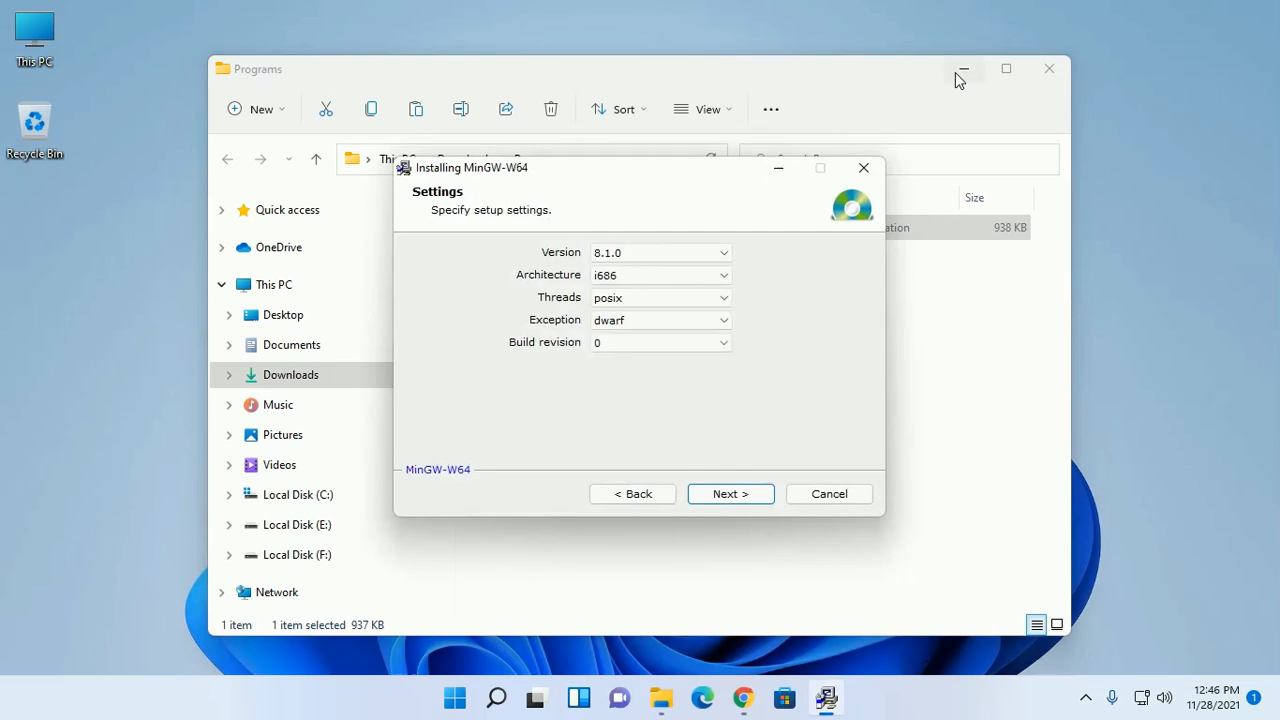 This PC
Recycle Bin
Programs
New
Sort
View
Installing MinGW-W64
Settings
Specify setup settings.
Size
938 KB
Version 8.1.0
Architecture i686
Threads posix
Exception dwarf
Build revision 0
MinGW-W64
< Back
Next >
Cancel
Quick access
OneDrive
This PC
Desktop
Documents
Downloads
Music
Pictures
Videos
Local Disk (C:)
Local Disk (E:)
Local Disk (F:)
Network
1 item 1 item selected 937 KB
12:46 PM
11/28/2021
1